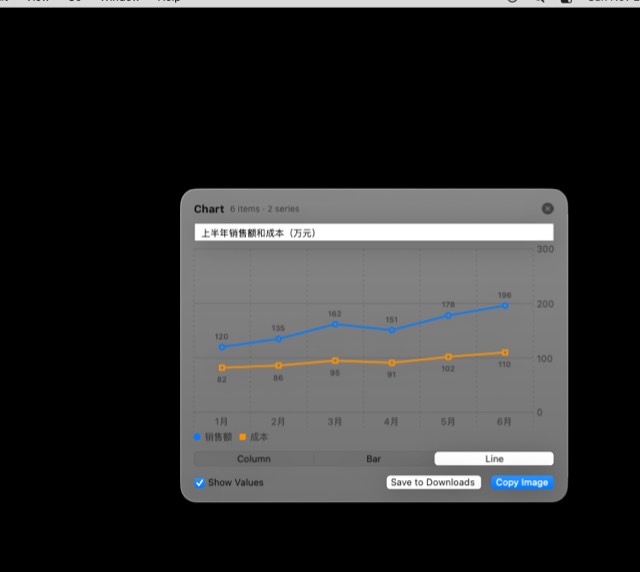 Window Help
Chart 6 items · 2 series
上半年销售额和成本（万元）
300
200
100
0
120 135 162 151 178 196
82 86 95 91 102 110
1月 2月 3月 4月 5月 6月
销售额 成本
Column Bar Line
Show Values Save to Downloads Copy Image